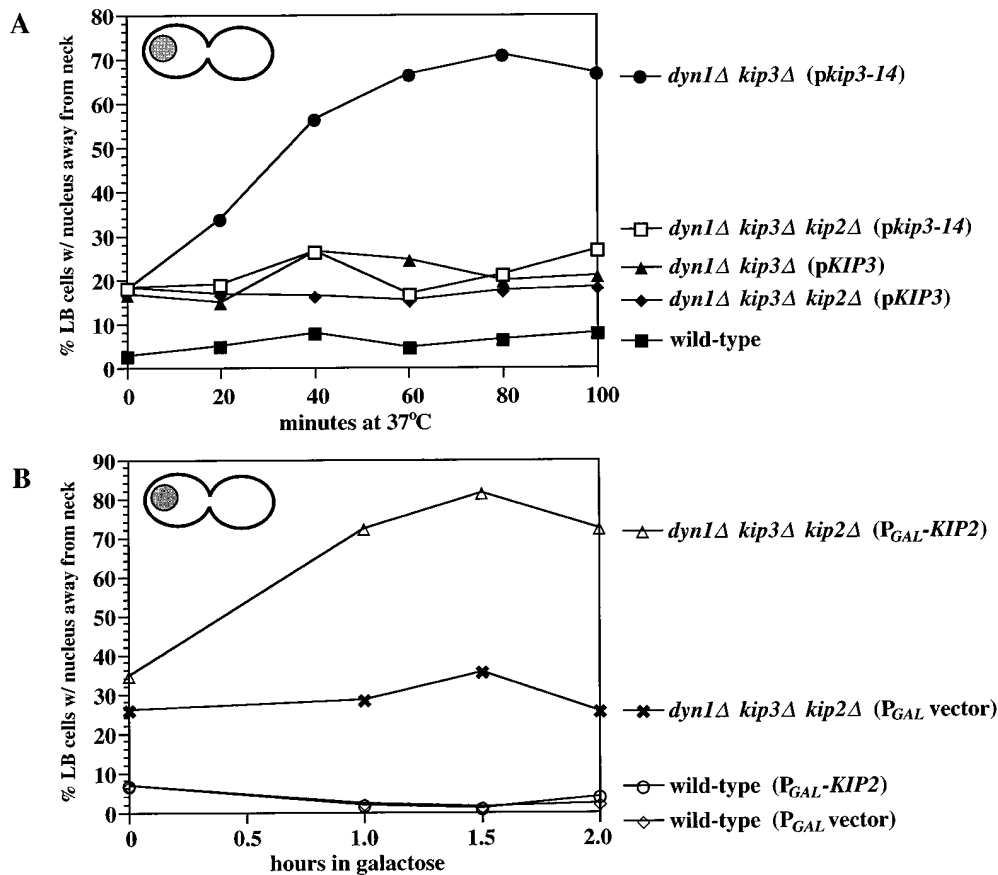 A
% LB cells w/ nucleus away from neck
80
70
60
50
40
30
20
10
0
0 20 40 60 80 100
minutes at 37°C
dyn1Δ kip3Δ (pkip3-14)
dyn1Δ kip3Δ kip2Δ (pkip3-14)
dyn1Δ kip3Δ (pKIP3)
dyn1Δ kip3Δ kip2Δ (pKIP3)
wild-type
B
% LB cells w/ nucleus away from neck
90
80
70
60
50
40
30
20
10
0
0 0.5 1.0 1.5 2.0
hours in galactose
dyn1Δ kip3Δ kip2Δ (PGAL-KIP2)
dyn1Δ kip3Δ kip2Δ (PGAL vector)
wild-type (PGAL-KIP2)
wild-type (PGAL vector)